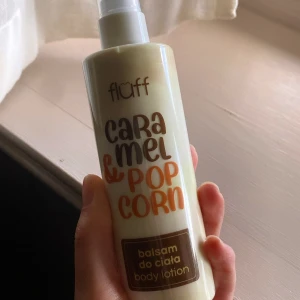 fluff
CARA
MEL
& POP
CORN
balsam
do ciała
body lotion